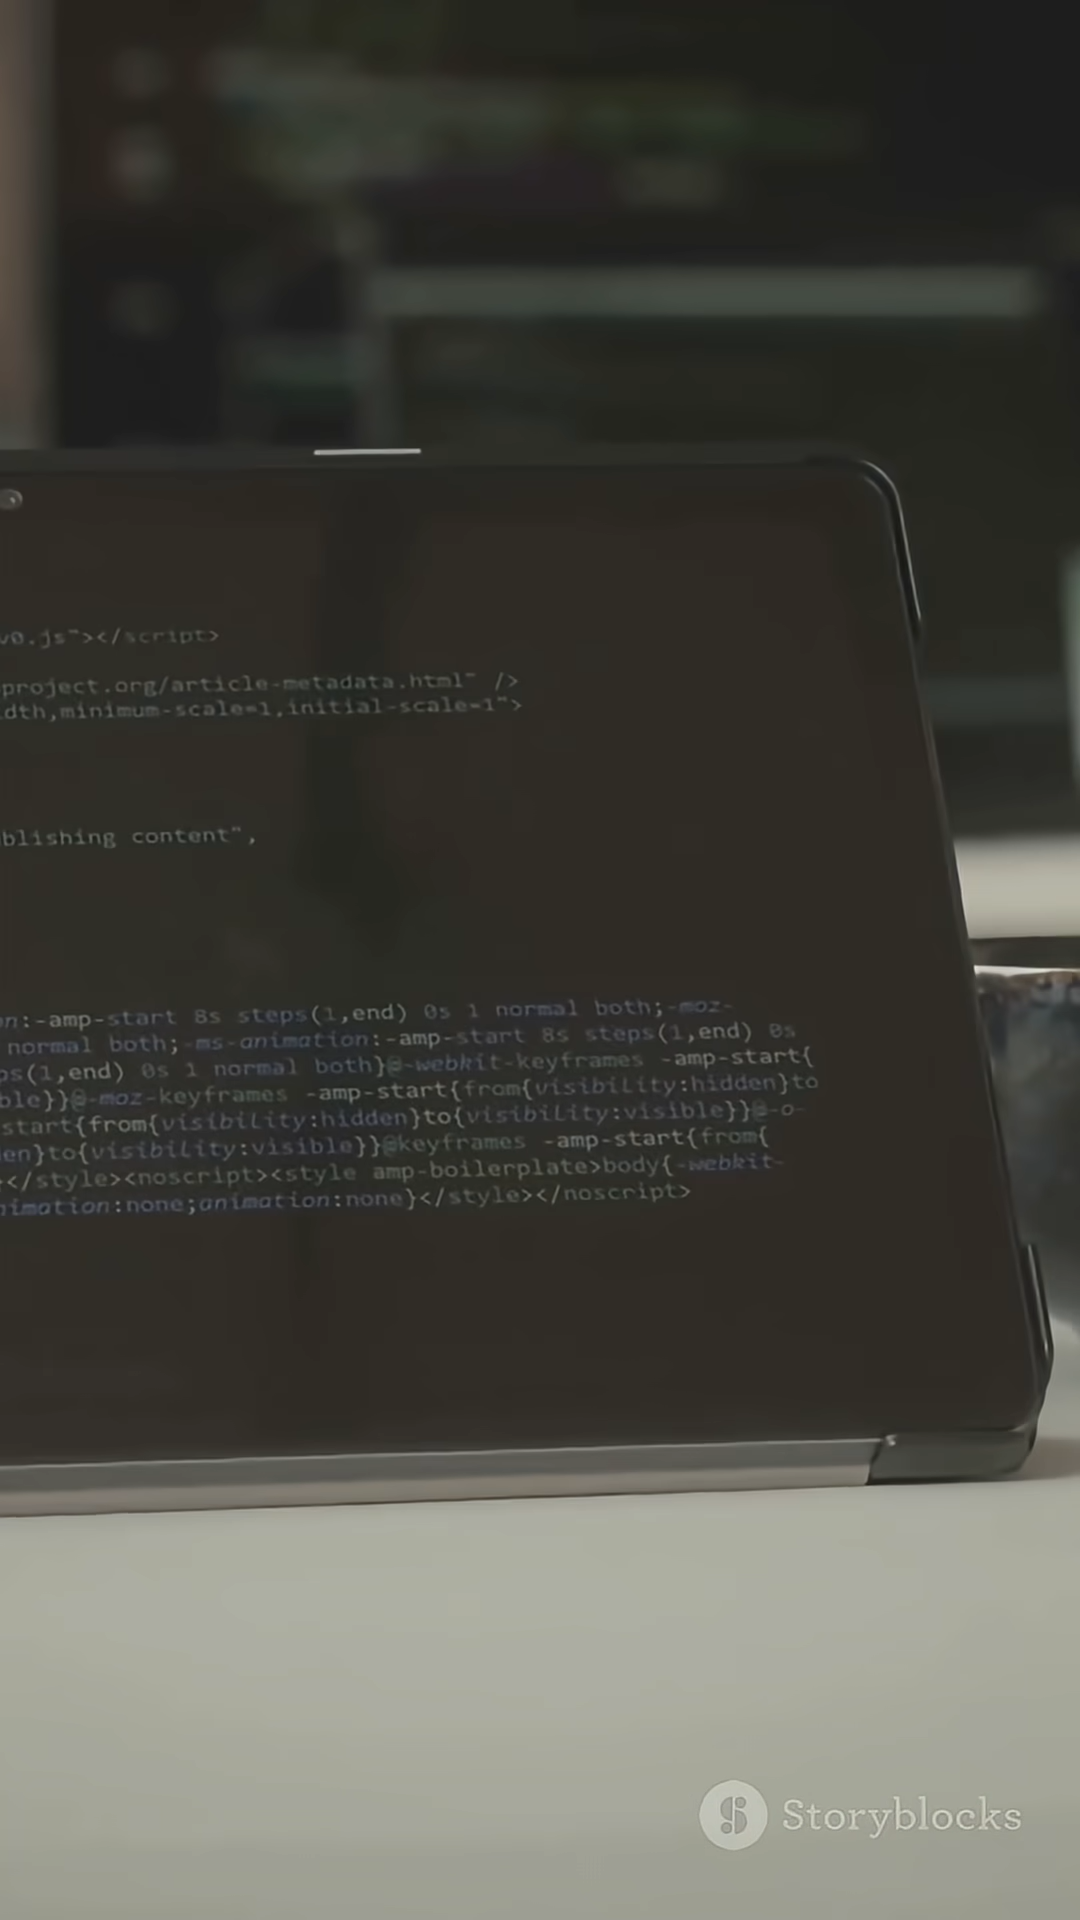 v0.js"></script>
project.org/article-metadata.html" />
idth,minimum-scale=1,initial-scale=1">
blishing content",
on:-amp-start 8s steps(1,end) 0s 1 normal both;-moz-
normal both;-ms-animation:-amp-start 8s steps(1,end) 0s
ps(1,end) 0s 1 normal both}@-webkit-keyframes -amp-start{
ble}}@-moz-keyframes -amp-start{from{visibility:hidden}to
start{from{visibility:hidden}to{visibility:visible}}@-o-
en}to{visibility:visible}}@keyframes -amp-start{from{
</style><noscript><style amp-boilerplate>body{-webkit-
nimation:none;animation:none}</style></noscript>
Storyblocks